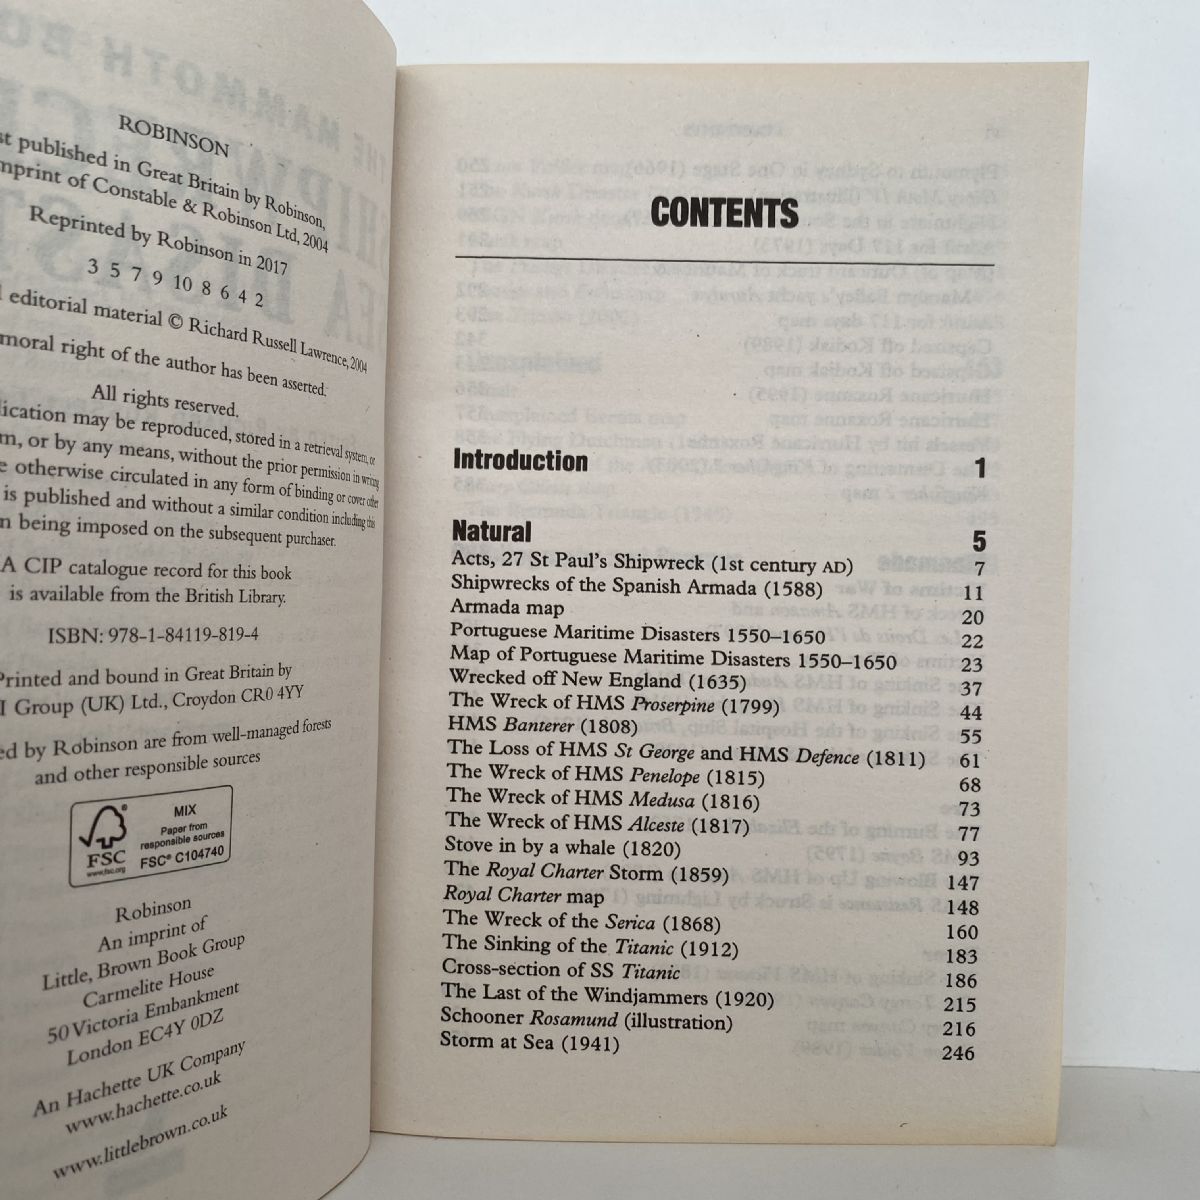 ROBINSON
published in Great Britain by Robinson,
imprint of Constable & Robinson Ltd, 2004
Reprinted by Robinson in 2017
3 5 7 9 10 8 6 4 2
editorial material © Richard Russell Lawrence, 2004
moral right of the author has been asserted.
All rights reserved.
may be reproduced, stored in a retrieval system, or
or by any means, without the prior permission in writing
otherwise circulated in any form of binding or cover other
is published and without a similar condition including this
being imposed on the subsequent purchaser.
A CIP catalogue record for this book
is available from the British Library.
ISBN: 978-1-84119-819-4
Printed and bound in Great Britain by
Group (UK) Ltd., Croydon CR0 4YY
by Robinson are from well-managed forests
and other responsible sources
FSC
www.fsc.org
MIX
Paper from
responsible sources
FSC® C104740
Robinson
An imprint of
Little, Brown Book Group
Carmelite House
50 Victoria Embankment
London EC4Y 0DZ
An Hachette UK Company
www.hachette.co.uk
www.littlebrown.co.uk
CONTENTS
Introduction 1
Natural 5
Acts, 27 St Paul's Shipwreck (1st century AD) 7
Shipwrecks of the Spanish Armada (1588) 11
Armada map 20
Portuguese Maritime Disasters 1550–1650 22
Map of Portuguese Maritime Disasters 1550–1650 23
Wrecked off New England (1635) 37
The Wreck of HMS Proserpine (1799) 44
HMS Banterer (1808) 55
The Loss of HMS St George and HMS Defence (1811) 61
The Wreck of HMS Penelope (1815) 68
The Wreck of HMS Medusa (1816) 73
The Wreck of HMS Alceste (1817) 77
Stove in by a whale (1820) 93
The Royal Charter Storm (1859) 147
Royal Charter map 148
The Wreck of the Serica (1868) 160
The Sinking of the Titanic (1912) 183
Cross-section of SS Titanic 186
The Last of the Windjammers (1920) 215
Schooner Rosamund (illustration) 216
Storm at Sea (1941) 246